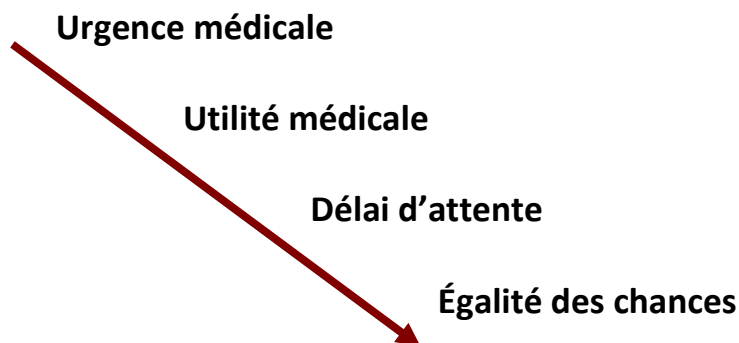 Urgence médicale
Utilité médicale
Délai d’attente
Égalité des chances